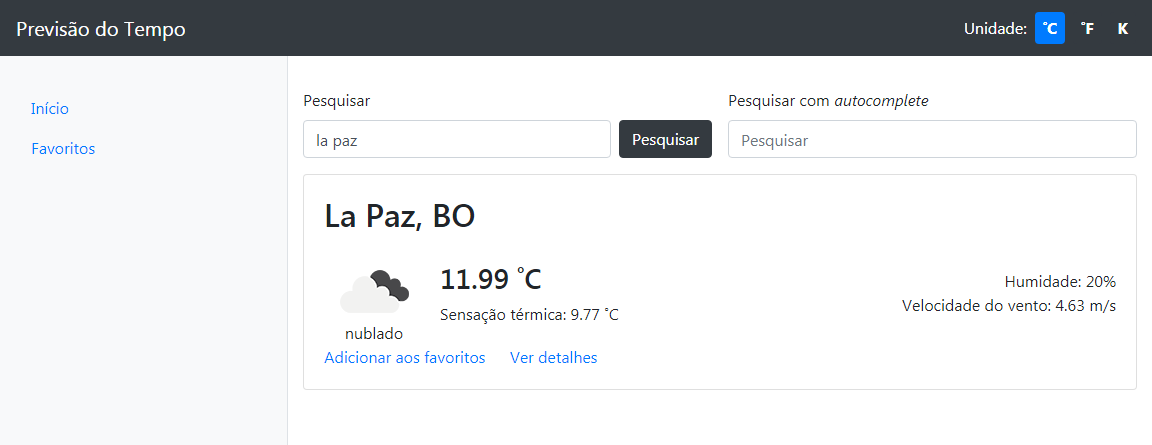 Previsão do Tempo
Unidade: °C °F K
Início
Favoritos
Pesquisar
la paz
Pesquisar
Pesquisar com autocomplete
Pesquisar
La Paz, BO
nublado
11.99 °C
Sensação térmica: 9.77 °C
Humidade: 20%
Velocidade do vento: 4.63 m/s
Adicionar aos favoritos
Ver detalhes